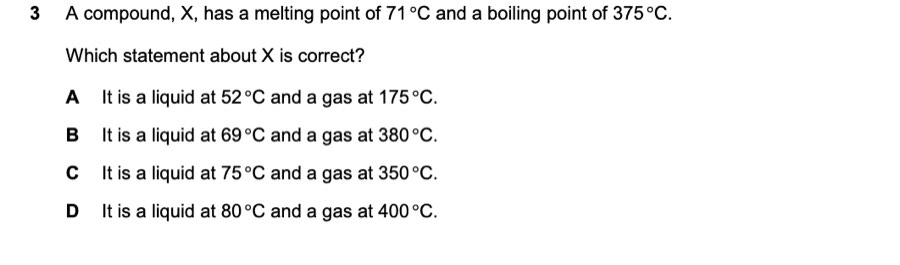 3 A compound, X, has a melting point of 71 °C and a boiling point of 375 °C.
Which statement about X is correct?
A It is a liquid at 52 °C and a gas at 175 °C.
B It is a liquid at 69 °C and a gas at 380 °C.
C It is a liquid at 75 °C and a gas at 350 °C.
D It is a liquid at 80 °C and a gas at 400 °C.